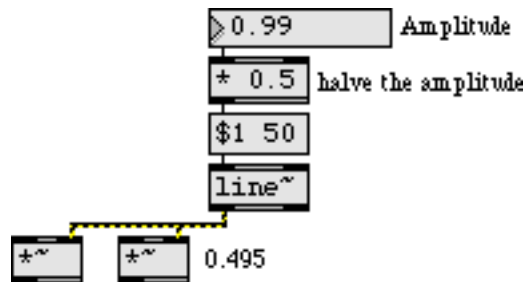 0.99 Amplitude
* 0.5 halve the amplitude
$1 50
line~
*~ *~ 0.495